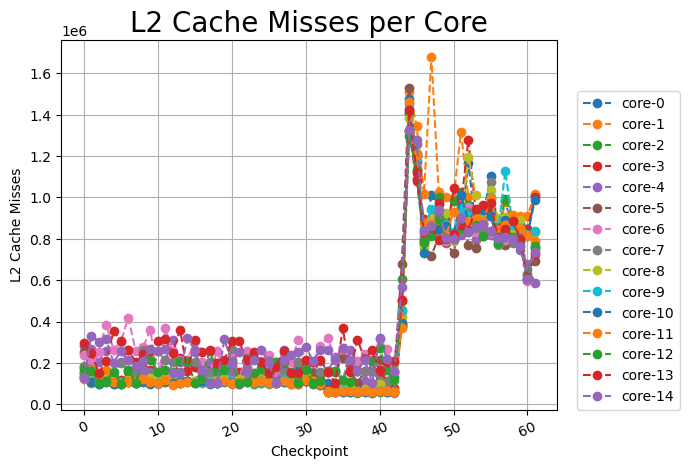 L2 Cache Misses per Core
1e6
1.6
1.4
1.2
1.0
0.8
0.6
0.4
0.2
0.0
L2 Cache Misses
0 10 20 30 40 50 60
Checkpoint
core-0
core-1
core-2
core-3
core-4
core-5
core-6
core-7
core-8
core-9
core-10
core-11
core-12
core-13
core-14